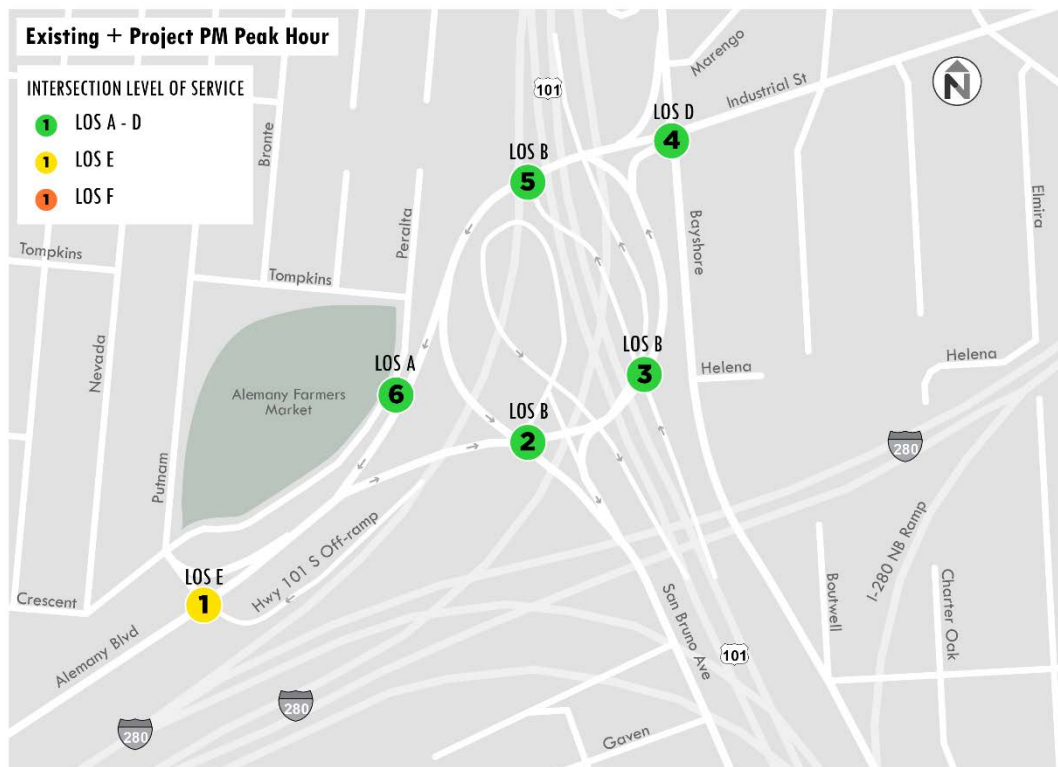 Existing + Project PM Peak Hour
INTERSECTION LEVEL OF SERVICE
1 LOS A - D
1 LOS E
1 LOS F
101
Marengo
Industrial St
N
LOS D
4
LOS B
5
Bronte
Peralta
Elmira
Bayshore
Tompkins
Tompkins
Nevada
Putnam
Alemany Farmers
Market
LOS A
6
LOS B
3
Helena
Helena
LOS B
2
280
Hwy 101 S Off-ramp
LOS E
1
Crescent
Alemany Blvd
San Bruno Ave
Boutwell
I-280 NB Ramp
Charter Oak
101
280
280
Gaven